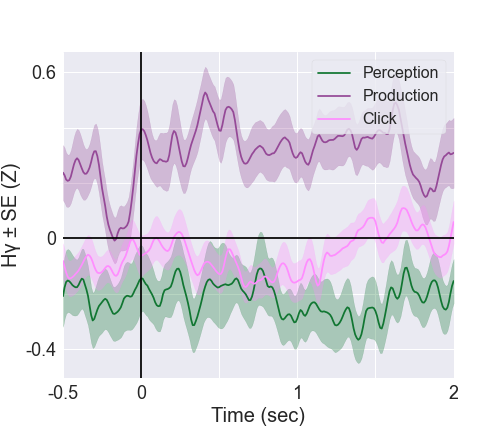 Perception
Production
Click
0.6
0
-0.4
Hγ ± SE (Z)
-0.5
0
1
2
Time (sec)